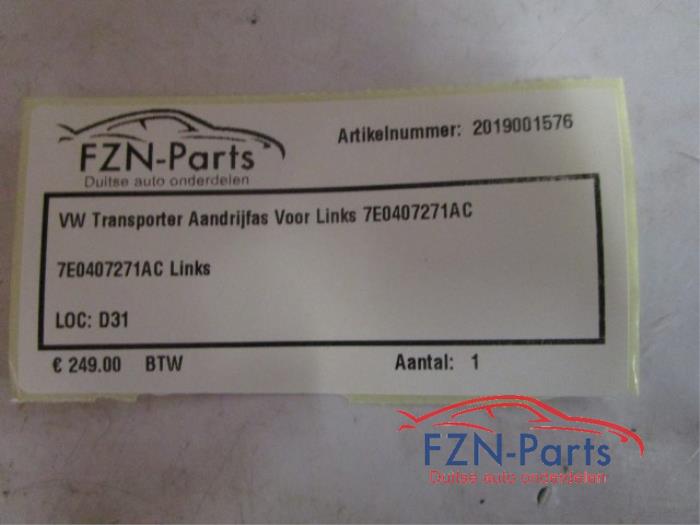 FZN-Parts
Duitse auto onderdelen
Artikelnummer: 2019001576
VW Transporter Aandrijfas Voor Links 7E0407271AC
7E0407271AC Links
LOC: D31
€ 249.00 BTW
Aantal: 1
FZN-Parts
Duitse auto onderdelen